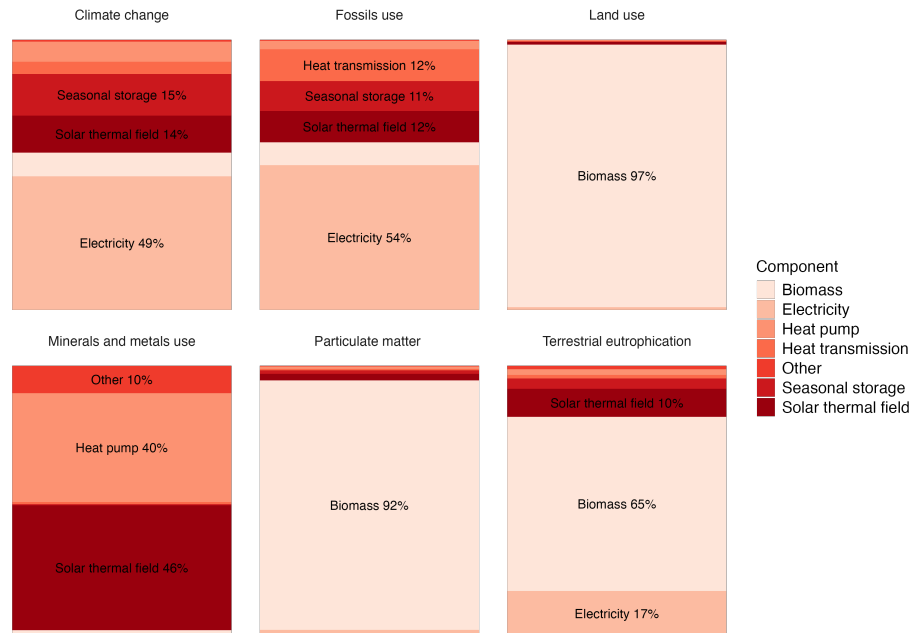 Climate change
Fossils use
Land use
Seasonal storage 15%
Solar thermal field 14%
Electricity 49%
Heat transmission 12%
Seasonal storage 11%
Solar thermal field 12%
Electricity 54%
Biomass 97%
Minerals and metals use
Particulate matter
Terrestrial eutrophication
Other 10%
Heat pump 40%
Solar thermal field 46%
Biomass 92%
Solar thermal field 10%
Biomass 65%
Electricity 17%
Component
Biomass
Electricity
Heat pump
Heat transmission
Other
Seasonal storage
Solar thermal field